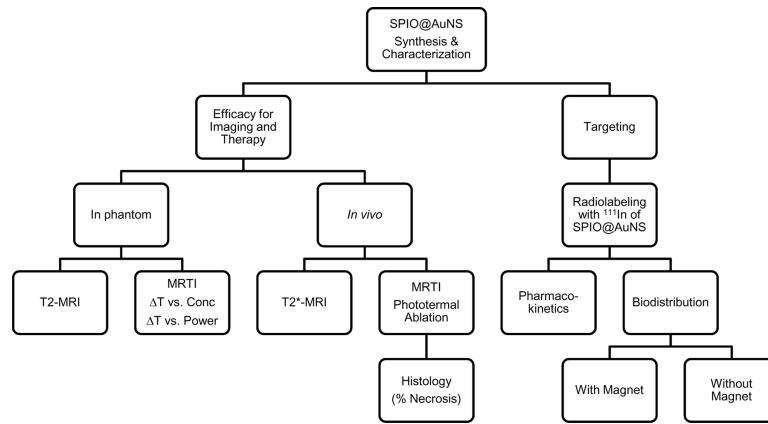 SPIO@AuNS
Synthesis &
Characterization
Efficacy for
Imaging and
Therapy
Targeting
In phantom
In vivo
Radiolabeling
with ¹¹¹In of
SPIO@AuNS
T2-MRI
MRTI
ΔT vs. Conc
ΔT vs. Power
T2*-MRI
MRTI
Phototermal
Ablation
Pharmaco-
kinetics
Biodistribution
Histology
(% Necrosis)
With Magnet
Without
Magnet